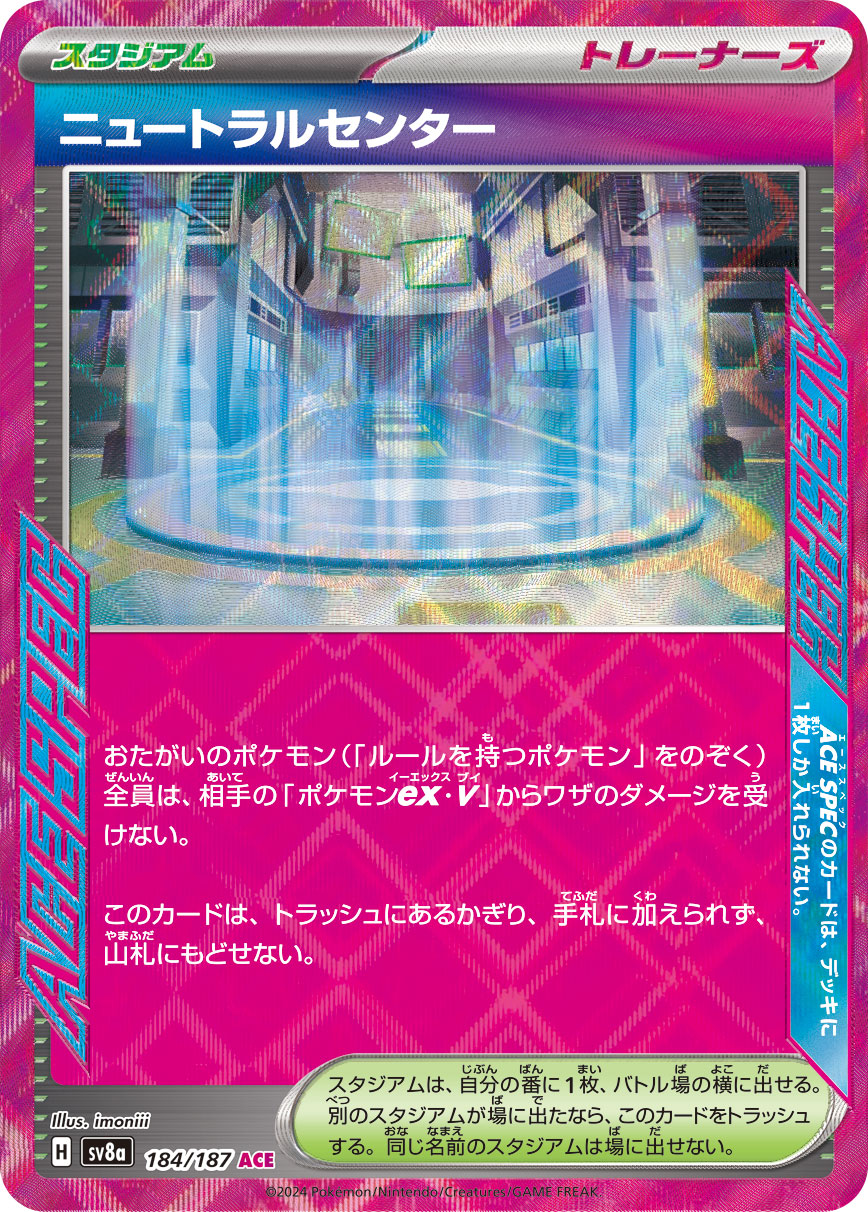 スタジアム
トレーナーズ
ニュートラルセンター
ACE SPEC
ACE SPEC
おたがいのポケモン（「ルールを持つポケモン」をのぞく）
全員は、相手の「ポケモンex・V」からワザのダメージを受
けない。
このカードは、トラッシュにあるかぎり、手札に加えられず、
山札にもどせない。
ACE SPECのカードは、デッキに
1枚しか入れられない。
スタジアムは、自分の番に1枚、バトル場の横に出せる。
別のスタジアムが場に出たなら、このカードをトラッシュ
する。同じ名前のスタジアムは場に出せない。
Illus. imoniii
H sv8a 184/187 ACE
©2024 Pokémon/Nintendo/Creatures/GAME FREAK.